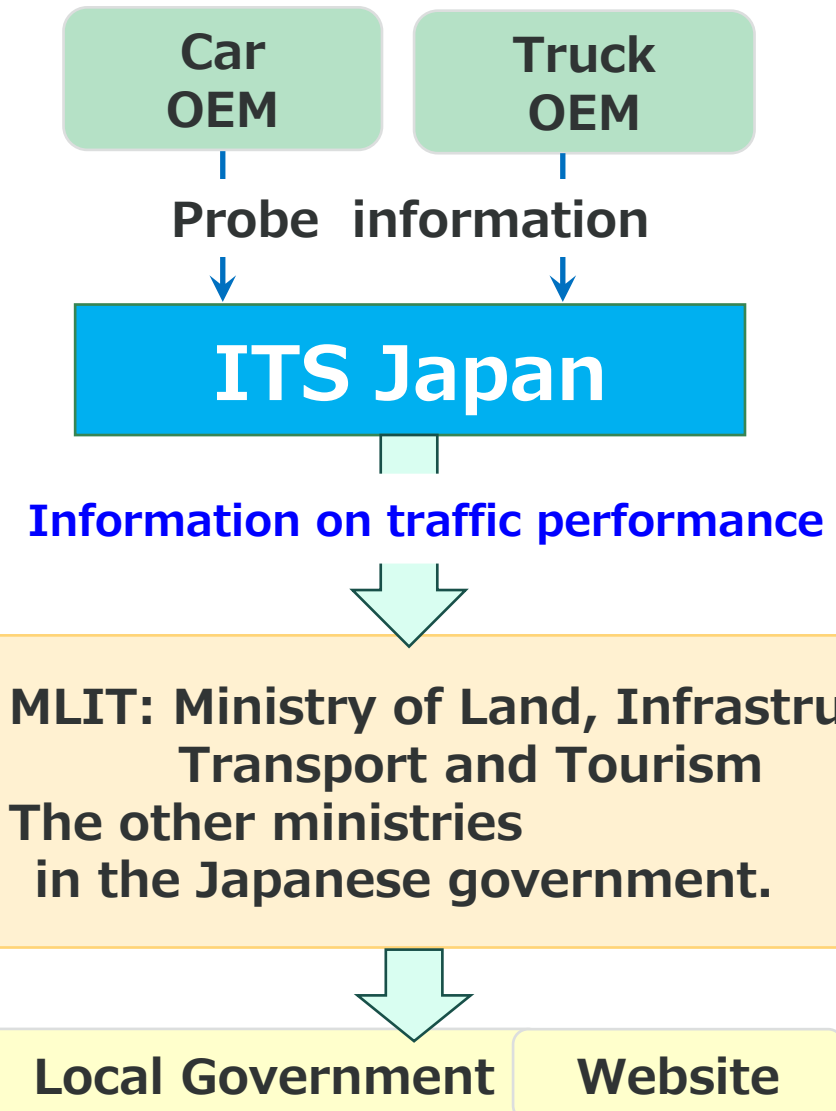 Car
OEM
Truck
OEM
Probe information
ITS Japan
Information on traffic performance
MLIT: Ministry of Land, Infrastru
Transport and Tourism
The other ministries
in the Japanese government.
Local Government
Website